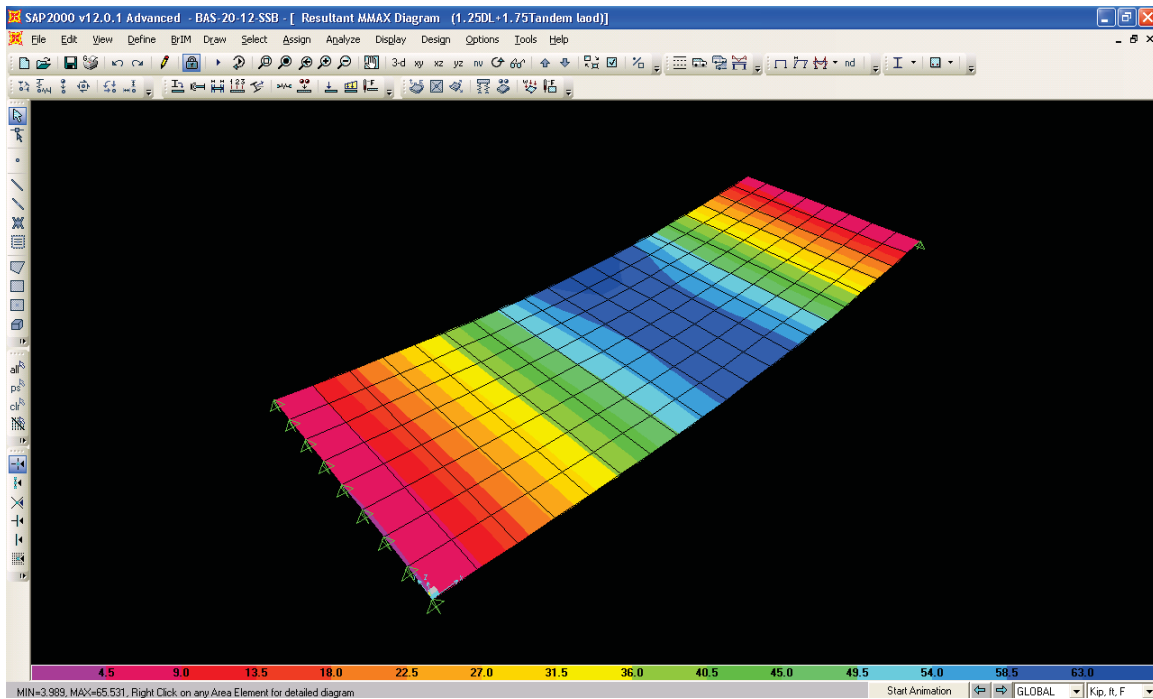 SAP2000 v12.0.1 Advanced - BAS-20-12-SSB - [ Resultant MMAX Diagram (1.25DL+1.75Tandem laod)]
File Edit View Define BrIM Draw Select Assign Analyze Display Design Options Tools Help
3-d xy xz yz nv nd
all
ps
clr
4.5 9.0 13.5 18.0 22.5 27.0 31.5 36.0 40.5 45.0 49.5 54.0 58.5 63.0
MIN=3.989, MAX=65.531, Right Click on any Area Element for detailed diagram Start Animation GLOBAL Kip, ft, F